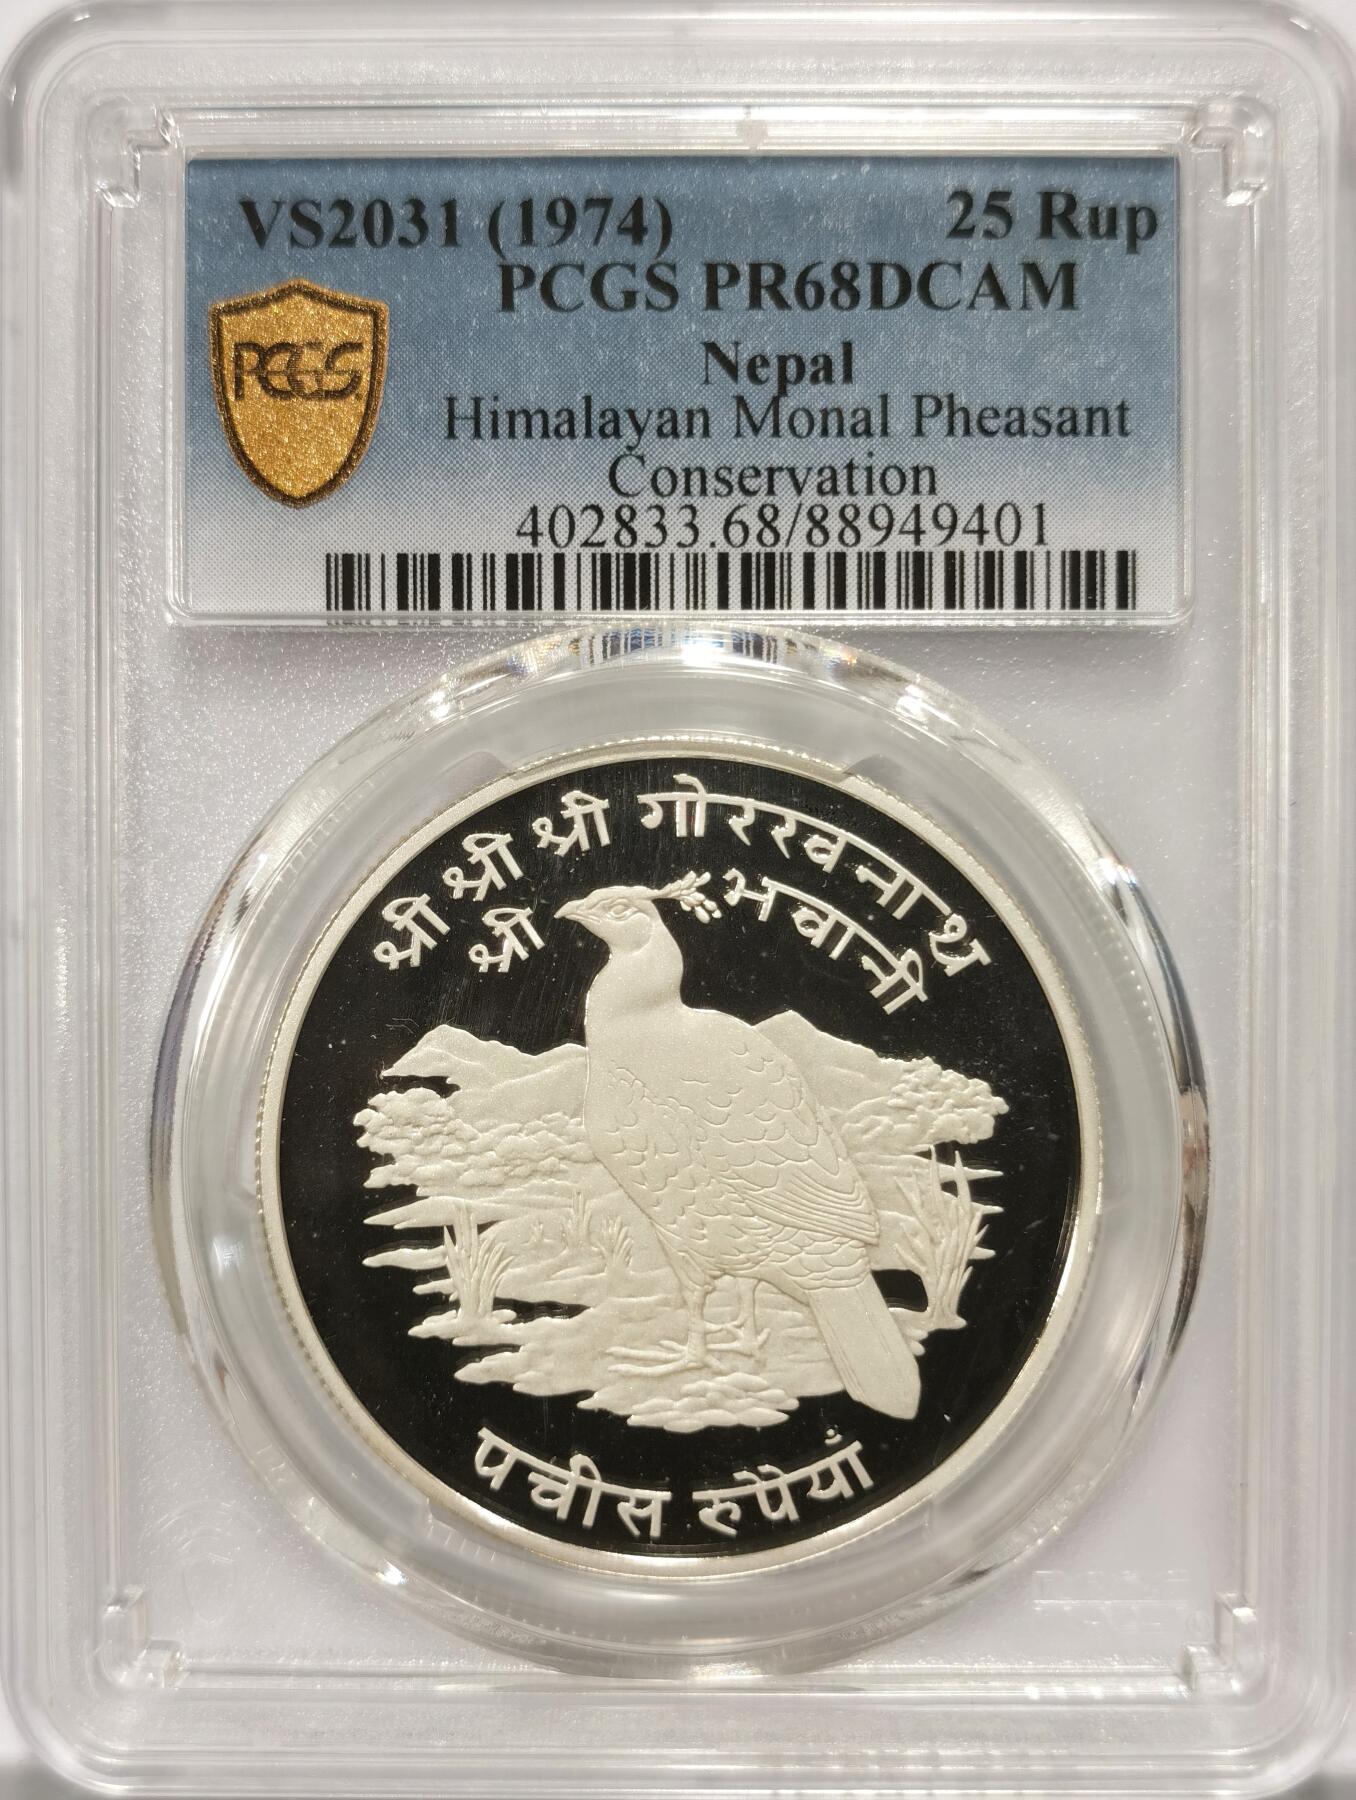 VS2031 (1974) 25 Rup
PCGS PR68DCAM
Nepal
Himalayan Monal Pheasant
Conservation
402833.68/88949401
PCGS
श्री श्री श्री गोरखनाथ
श्री भवानी
पचीस रुपैयाँ